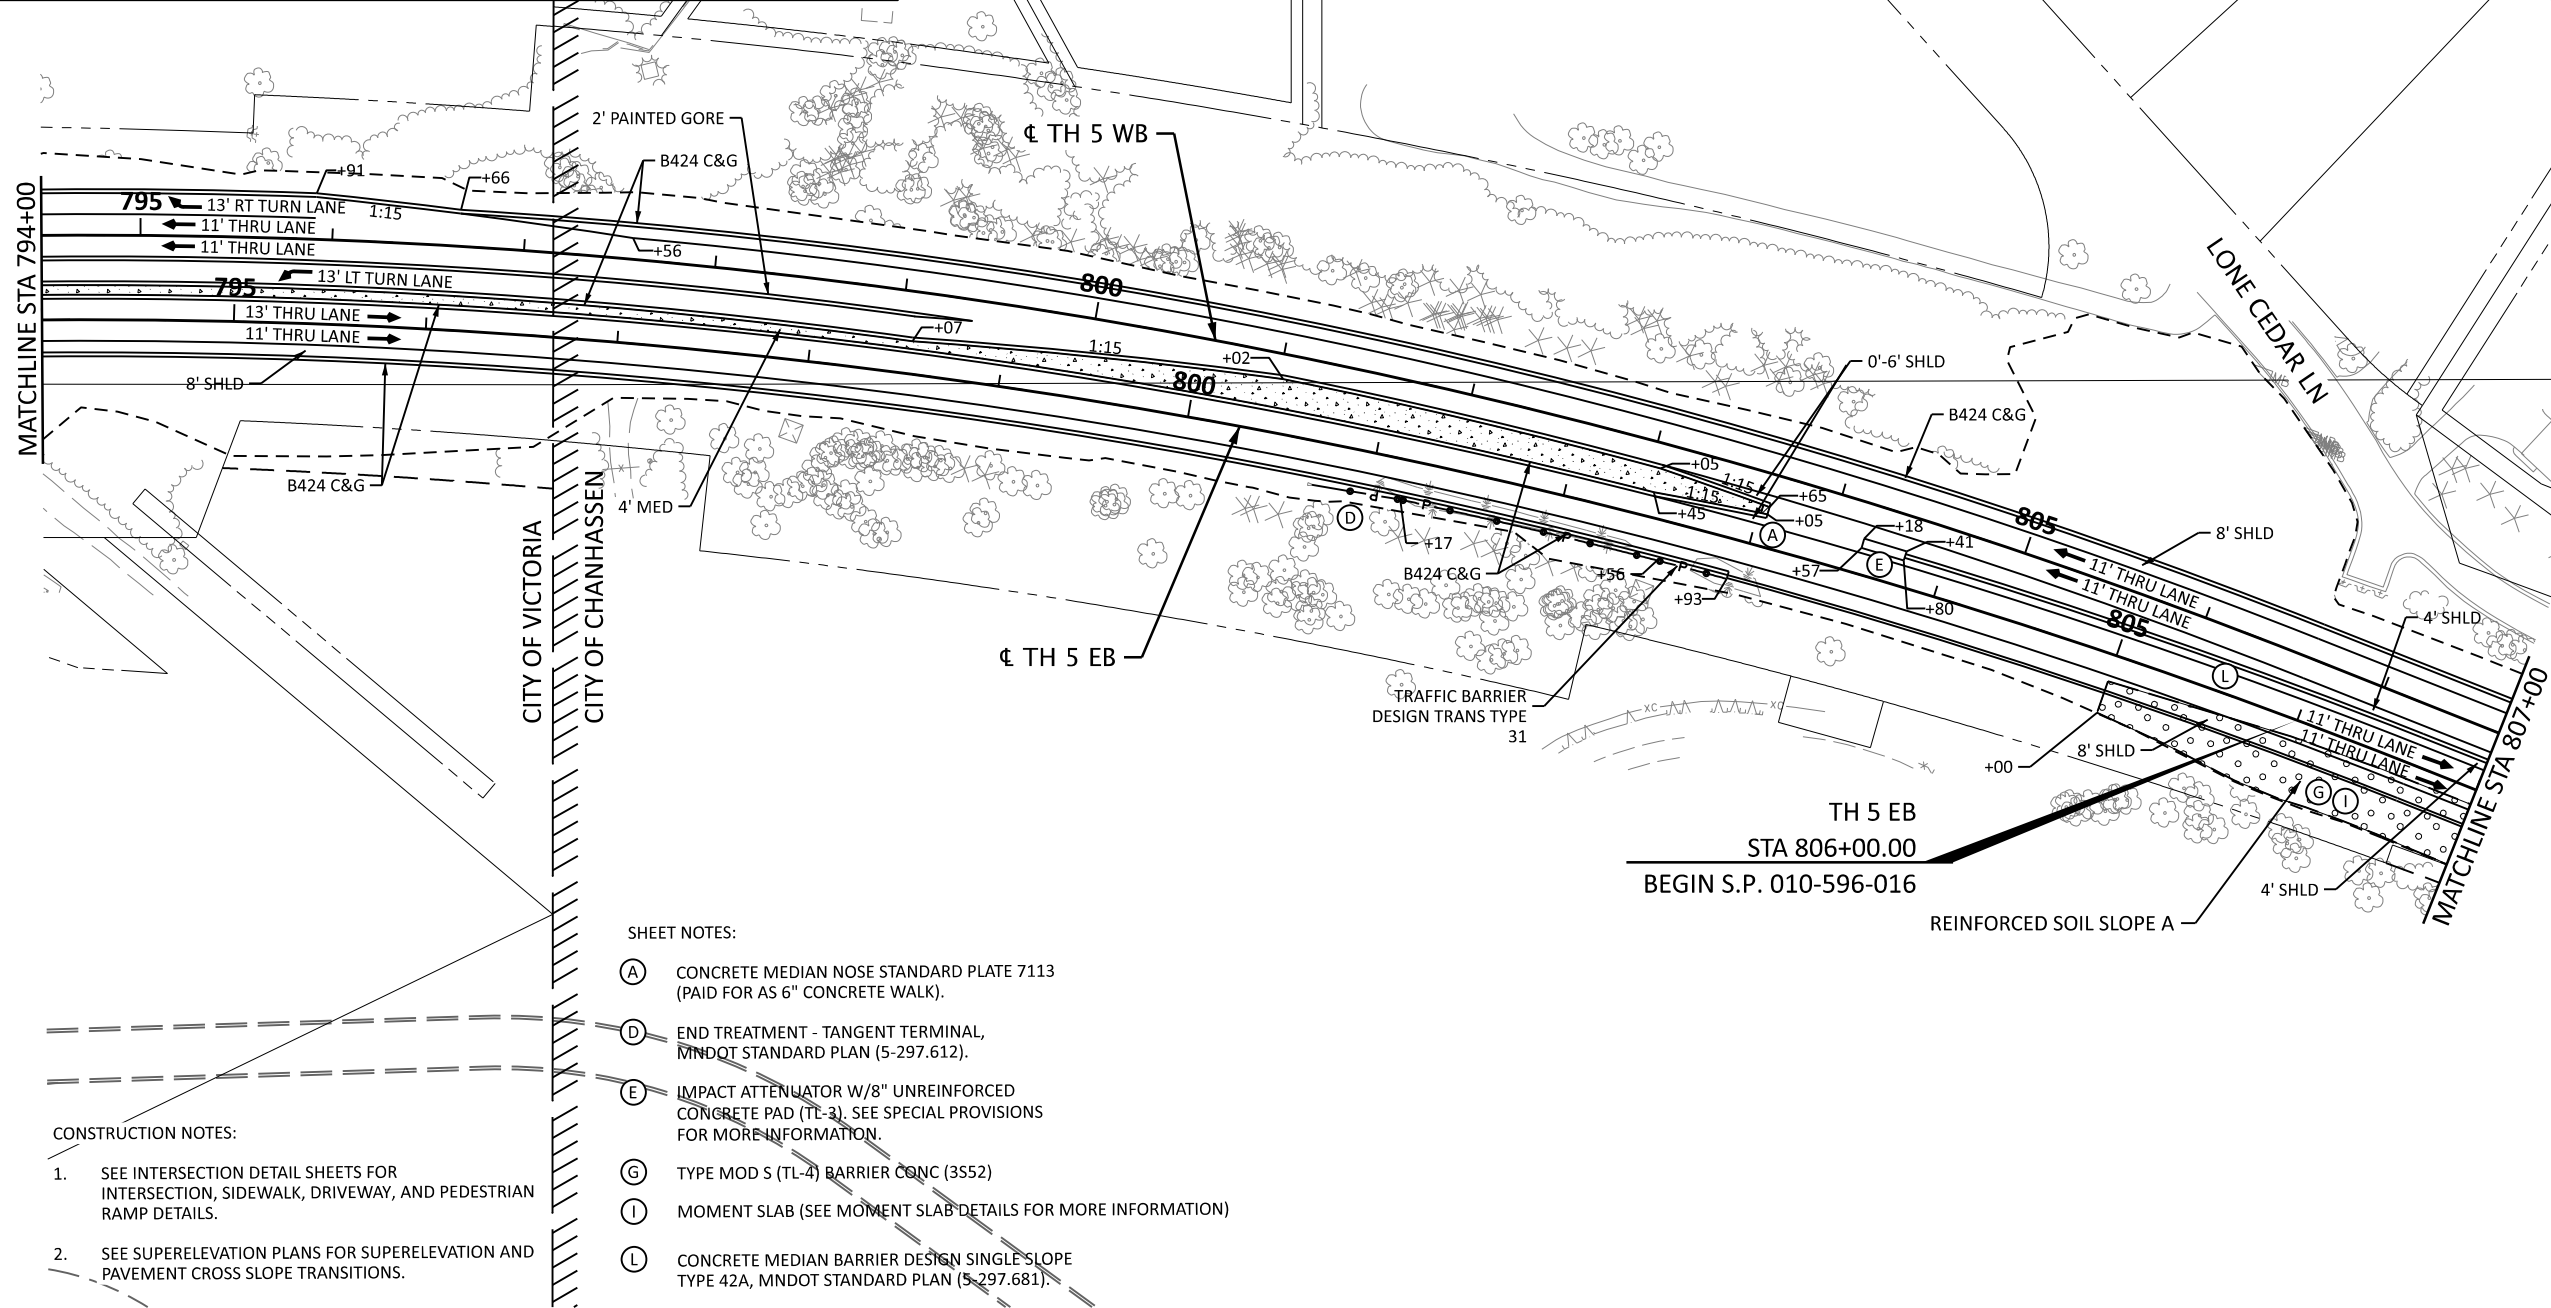 2' PAINTED GORE
B424 C&G
℄ TH 5 WB
+91
+66
MATCHLINE STA 794+00
795
13' RT TURN LANE
1:15
11' THRU LANE
11' THRU LANE
+56
795
13' LT TURN LANE
13' THRU LANE
11' THRU LANE
8' SHLD
B424 C&G
4' MED
CITY OF VICTORIA
CITY OF CHANHASSEN
800
+07
1:15
+02
800
℄ TH 5 EB
0'-6' SHLD
B424 C&G
LONE CEDAR LN
+05
1:15
1:15
+65
+45
+05
A
D
P
P
P
P
+17
B424 C&G
+56
+93
+18
+41
+57
E
+80
805
8' SHLD
11' THRU LANE
11' THRU LANE
805
4' SHLD
L
TRAFFIC BARRIER
DESIGN TRANS TYPE
31
XC
XC
+00
8' SHLD
11' THRU LANE
11' THRU LANE
G
I
MATCHLINE STA 807+00
TH 5 EB
STA 806+00.00
BEGIN S.P. 010-596-016
4' SHLD
REINFORCED SOIL SLOPE A
SHEET NOTES:
A CONCRETE MEDIAN NOSE STANDARD PLATE 7113
(PAID FOR AS 6" CONCRETE WALK).
D END TREATMENT - TANGENT TERMINAL,
MNDOT STANDARD PLAN (5-297.612).
E IMPACT ATTENUATOR W/8" UNREINFORCED
CONCRETE PAD (TL-3). SEE SPECIAL PROVISIONS
FOR MORE INFORMATION.
G TYPE MOD S (TL-4) BARRIER CONC (3S52)
I MOMENT SLAB (SEE MOMENT SLAB DETAILS FOR MORE INFORMATION)
L CONCRETE MEDIAN BARRIER DESIGN SINGLE SLOPE
TYPE 42A, MNDOT STANDARD PLAN (5-297.681).
CONSTRUCTION NOTES:
1. SEE INTERSECTION DETAIL SHEETS FOR
INTERSECTION, SIDEWALK, DRIVEWAY, AND PEDESTRIAN
RAMP DETAILS.
2. SEE SUPERELEVATION PLANS FOR SUPERELEVATION AND
PAVEMENT CROSS SLOPE TRANSITIONS.